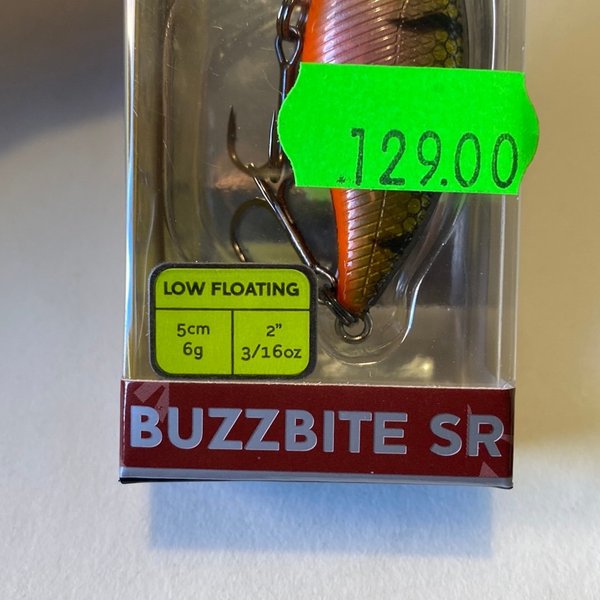 129.00
LOW FLOATING
5cm 2”
6g 3/16oz
BUZZBITE SR